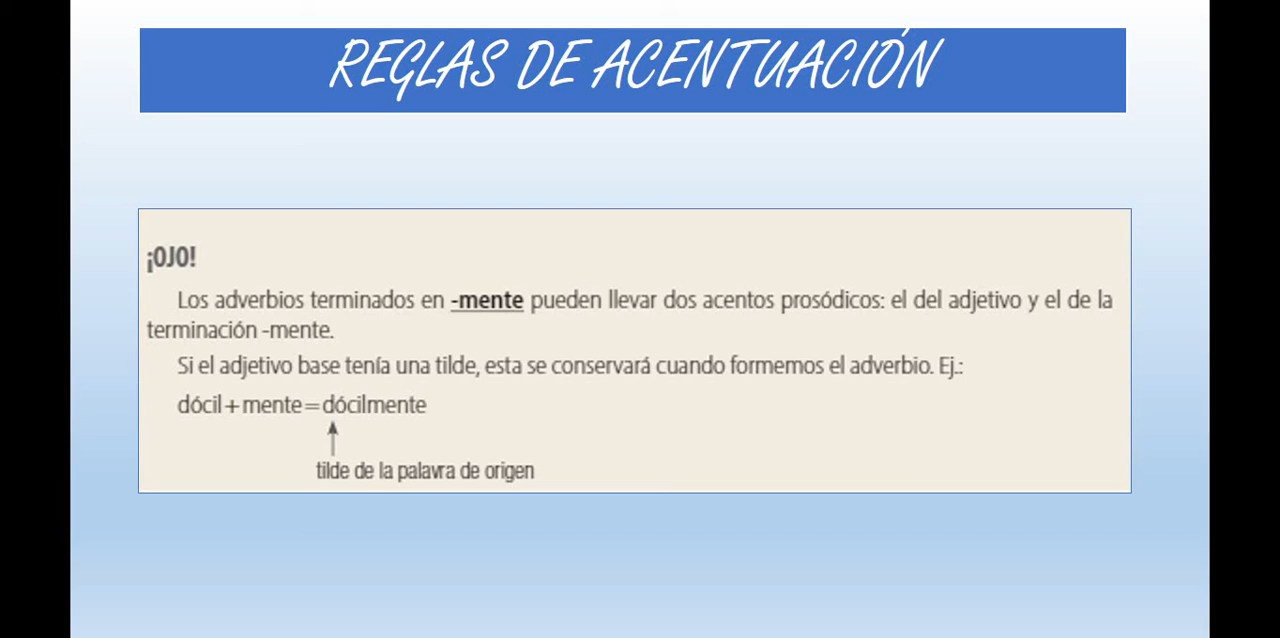 REGLAS DE ACENTUACIÓN
¡OJO!
Los adverbios terminados en -mente pueden llevar dos acentos prosódicos: el del adjetivo y el de la
terminación -mente.
Si el adjetivo base tenía una tilde, esta se conservará cuando formemos el adverbio. Ej.:
dócil+mente=dócilmente
tilde de la palavra de origen